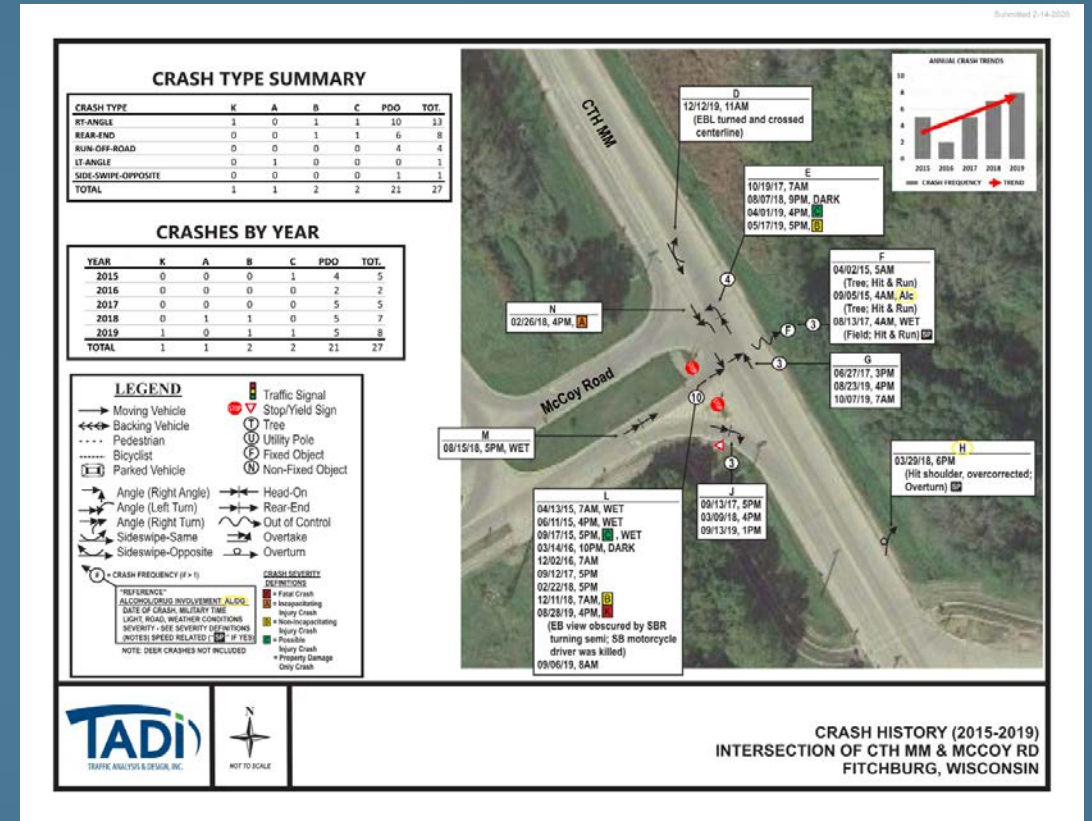 Submitted 2-14-2020
CRASH TYPE SUMMARY
CRASH TYPE K A B C PDO TOT.
RT-ANGLE 1 0 1 1 10 13
REAR-END 0 0 1 1 6 8
RUN-OFF-ROAD 0 0 0 0 4 4
LT-ANGLE 0 1 0 0 0 1
SIDE-SWIPE-OPPOSITE 0 0 0 0 1 1
TOTAL 1 1 2 2 21 27
CRASHES BY YEAR
YEAR K A B C PDO TOT.
2015 0 0 0 1 4 5
2016 0 0 0 0 2 2
2017 0 0 0 0 5 5
2018 0 1 1 0 5 7
2019 1 0 1 1 5 8
TOTAL 1 1 2 2 21 27
LEGEND
Moving Vehicle
Backing Vehicle
Pedestrian
Bicyclist
Parked Vehicle
Traffic Signal
STOP Stop/Yield Sign
T Tree
U Utility Pole
F Fixed Object
N Non-Fixed Object
Angle (Right Angle)
Angle (Left Turn)
Angle (Right Turn)
Sideswipe-Same
Sideswipe-Opposite
Head-On
Rear-End
Out of Control
Overtake
Overturn
# = CRASH FREQUENCY (if > 1)
"REFERENCE"
ALCOHOL/DRUG INVOLVEMENT AL/DG
DATE OF CRASH, MILITARY TIME
LIGHT, ROAD, WEATHER CONDITIONS
SEVERITY - SEE SEVERITY DEFINITIONS
(NOTES) SPEED RELATED ("SP" IF YES)
NOTE: DEER CRASHES NOT INCLUDED
CRASH SEVERITY
DEFINITIONS
K = Fatal Crash
A = Incapacitating
Injury Crash
B = Non-Incapacitating
Injury Crash
C = Possible
Injury Crash
= Property Damage
Only Crash
CTH MM
McCoy Road
D
12/12/19, 11AM
(EBL turned and crossed
centerline)
ANNUAL CRASH TRENDS
10
8
6
4
2
0
2015 2016 2017 2018 2019
CRASH FREQUENCY TREND
E
10/19/17, 7AM
08/07/18, 9PM, DARK
04/01/19, 4PM, C
05/17/19, 5PM, B
4
F
04/02/15, 5AM
(Tree; Hit & Run)
09/05/15, 4AM, Alc
(Tree; Hit & Run)
08/13/17, 4AM, WET
(Field; Hit & Run) SP
F
3
N
02/26/18, 4PM, A
G
06/27/17, 3PM
08/23/19, 4PM
10/07/19, 7AM
3
10
M
08/15/18, 5PM, WET
H
03/29/18, 6PM
(Hit shoulder, overcorrected;
Overturn) SP
3
J
09/13/17, 5PM
03/09/18, 4PM
09/13/19, 1PM
L
04/13/15, 7AM, WET
06/11/15, 4PM, WET
09/17/15, 5PM, C , WET
03/14/16, 10PM, DARK
12/02/16, 7AM
09/12/17, 5PM
02/22/18, 5PM
12/11/18, 7AM, B
08/28/19, 4PM, K
(EB view obscured by SBR
turning semi; SB motorcycle
driver was killed)
09/06/19, 8AM
TADI
TRAFFIC ANALYSIS & DESIGN, INC.
N
NOT TO SCALE
CRASH HISTORY (2015-2019)
INTERSECTION OF CTH MM & MCCOY RD
FITCHBURG, WISCONSIN